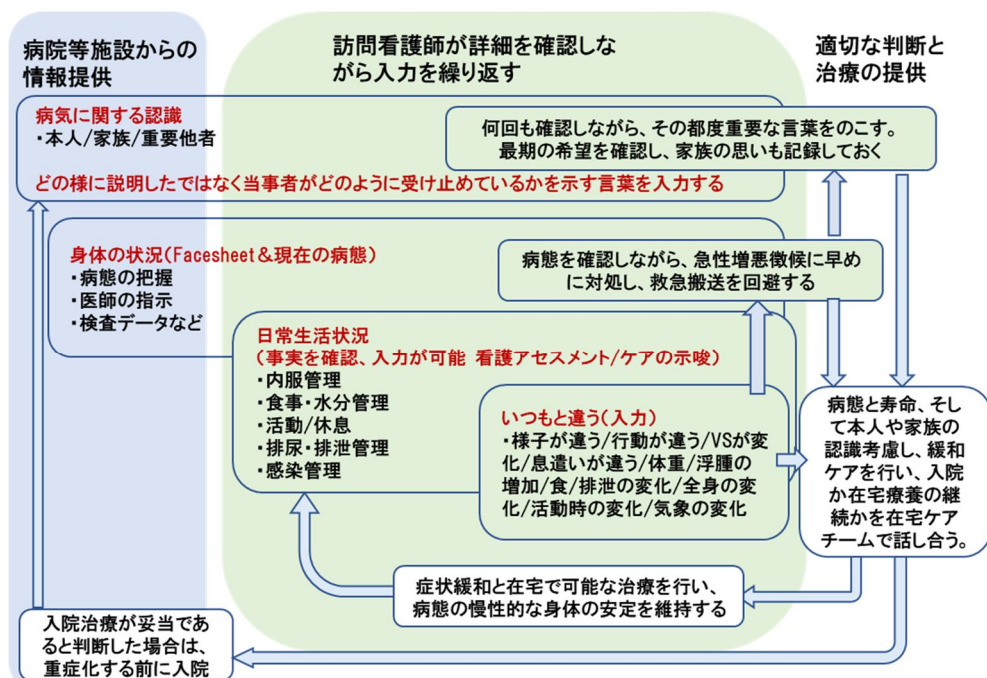 病院等施設からの
情報提供
訪問看護師が詳細を確認しな
がら入力を繰り返す
適切な判断と
治療の提供
病気に関する認識
・本人/家族/重要他者
どの様に説明したではなく当事者がどのように受け止めているかを示す言葉を入力する
何回も確認しながら、その都度重要な言葉をのこす。
最期の希望を確認し、家族の思いも記録しておく
身体の状況(Facesheet&現在の病態)
・病態の把握
・医師の指示
・検査データなど
病態を確認しながら、急性増悪徴候に早め
に対処し、救急搬送を回避する
日常生活状況
(事実を確認、入力が可能 看護アセスメント/ケアの示唆)
・内服管理
・食事・水分管理
・活動/休息
・排尿・排泄管理
・感染管理
いつもと違う(入力)
・様子が違う/行動が違う/VSが変
化/息遣いが違う/体重/浮腫の
増加/食/排泄の変化/全身の変
化/活動時の変化/気象の変化
病態と寿命、そし
て本人や家族の
認識考慮し、緩和
ケアを行い、入院
か在宅療養の継
続かを在宅ケア
チームで話し合う。
症状緩和と在宅で可能な治療を行い、
病態の慢性的な身体の安定を維持する
入院治療が妥当であ
ると判断した場合は、
重症化する前に入院